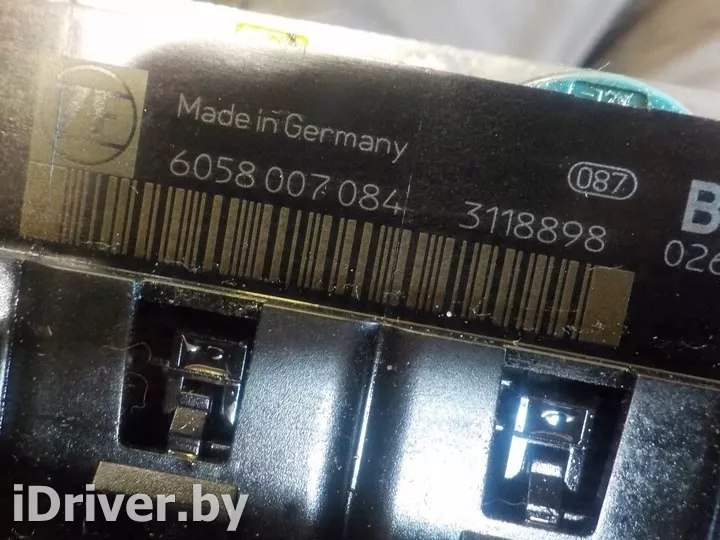 ZF
Made in Germany
6058 007 084
087
3118898
B
026
iDriver.by